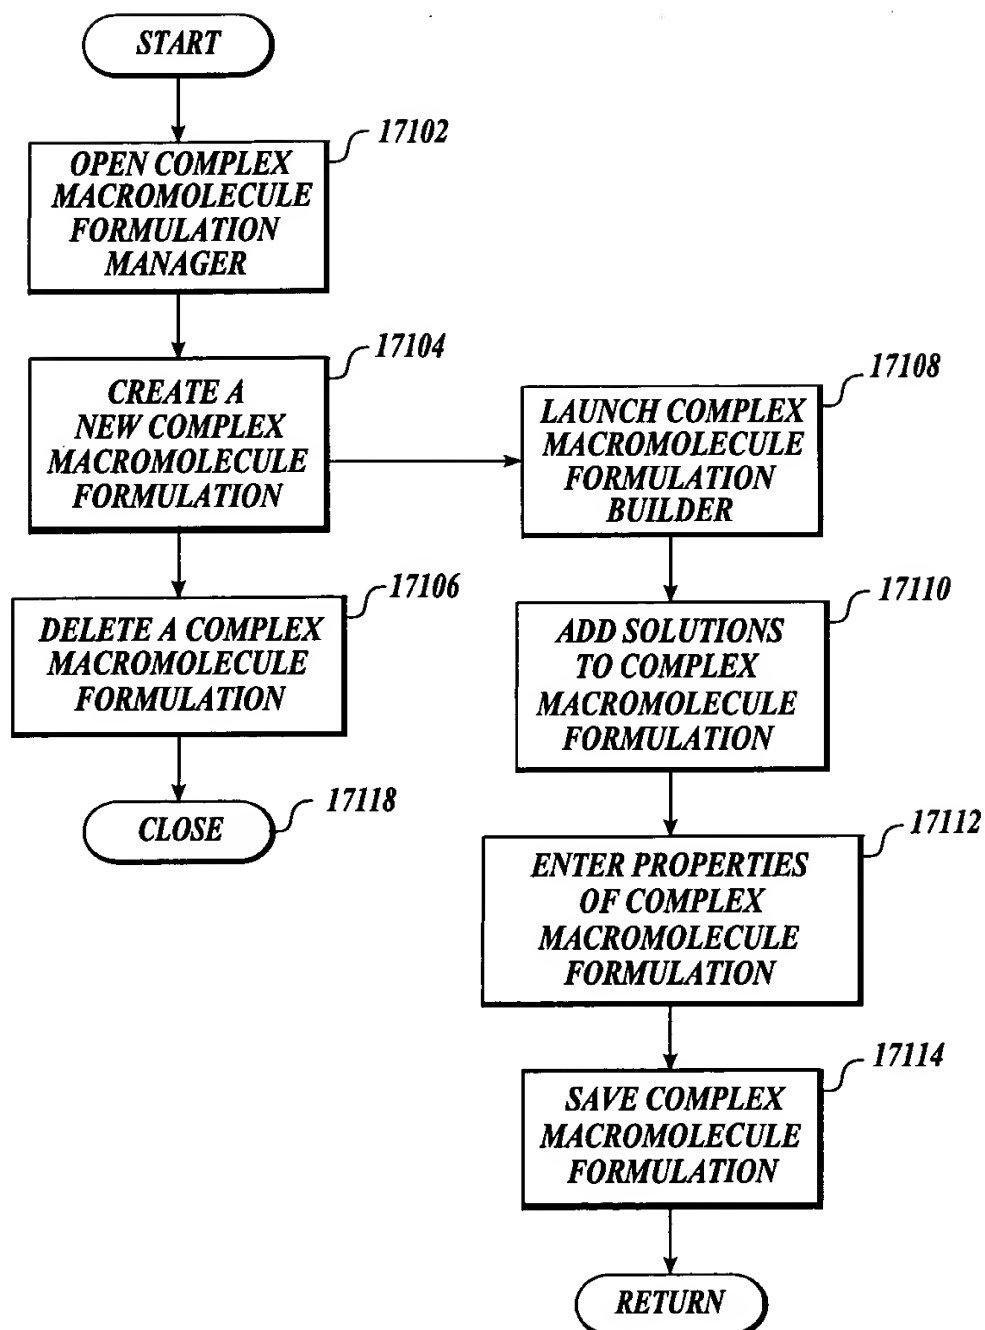 START
17102
OPEN COMPLEX
MACROMOLECULE
FORMULATION
MANAGER
17104
CREATE A
NEW COMPLEX
MACROMOLECULE
FORMULATION
17106
DELETE A COMPLEX
MACROMOLECULE
FORMULATION
17118
CLOSE
17108
LAUNCH COMPLEX
MACROMOLECULE
FORMULATION
BUILDER
17110
ADD SOLUTIONS
TO COMPLEX
MACROMOLECULE
FORMULATION
17112
ENTER PROPERTIES
OF COMPLEX
MACROMOLECULE
FORMULATION
17114
SAVE COMPLEX
MACROMOLECULE
FORMULATION
RETURN